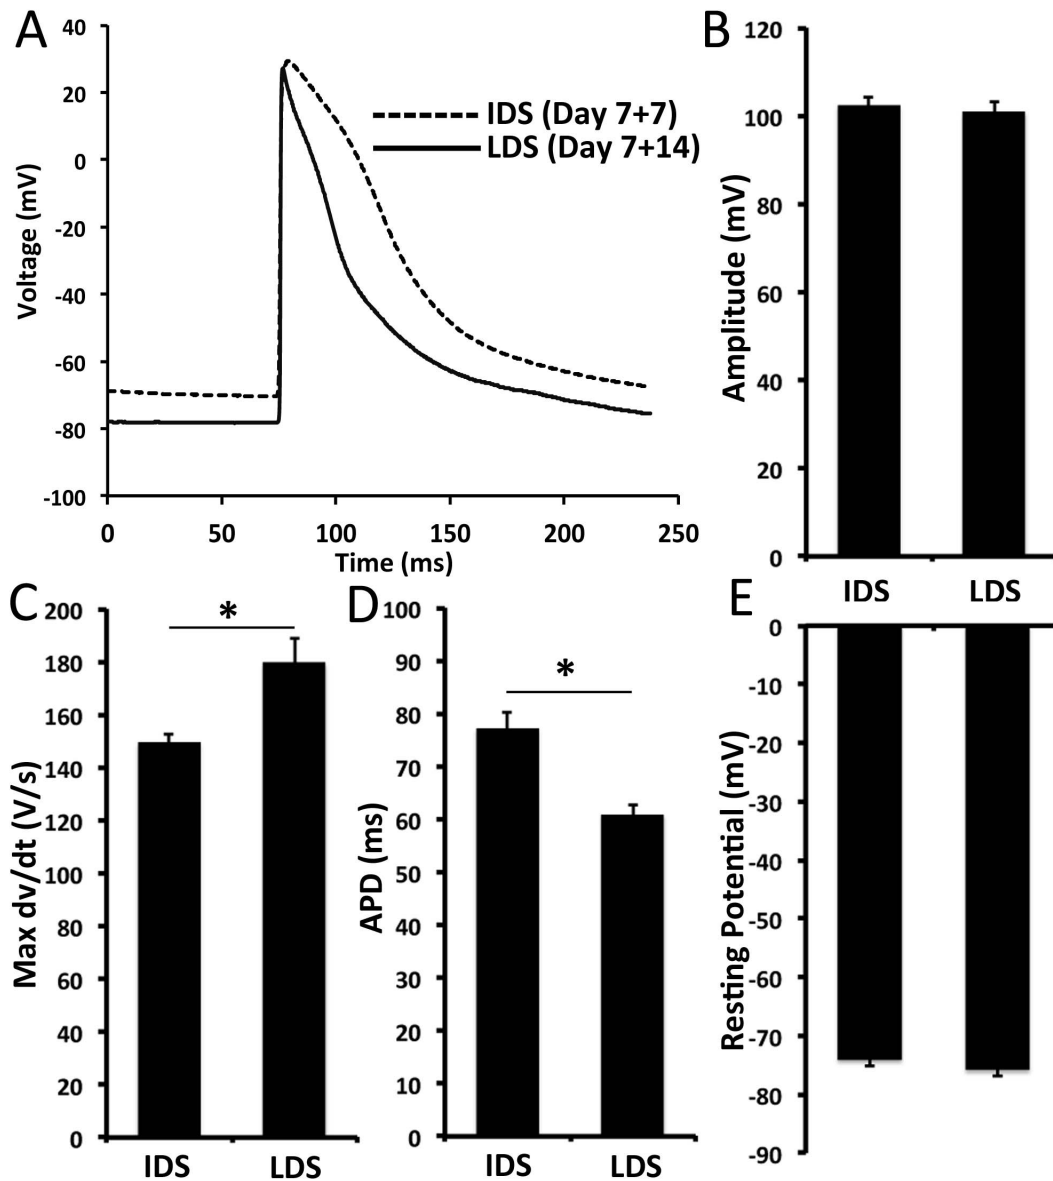 A
40
20
0
-20
-40
-60
-80
-100
Voltage (mV)
IDS (Day 7+7)
LDS (Day 7+14)
0 50 100 150 200 250
Time (ms)
B
120
100
80
60
40
20
0
Amplitude (mV)
IDS LDS
C
200
180
160
140
120
100
80
60
40
20
0
Max dv/dt (V/s)
*
IDS LDS
D
100
90
80
70
60
50
40
30
20
10
0
APD (ms)
*
IDS LDS
E
0
-10
-20
-30
-40
-50
-60
-70
-80
-90
Resting Potential (mV)